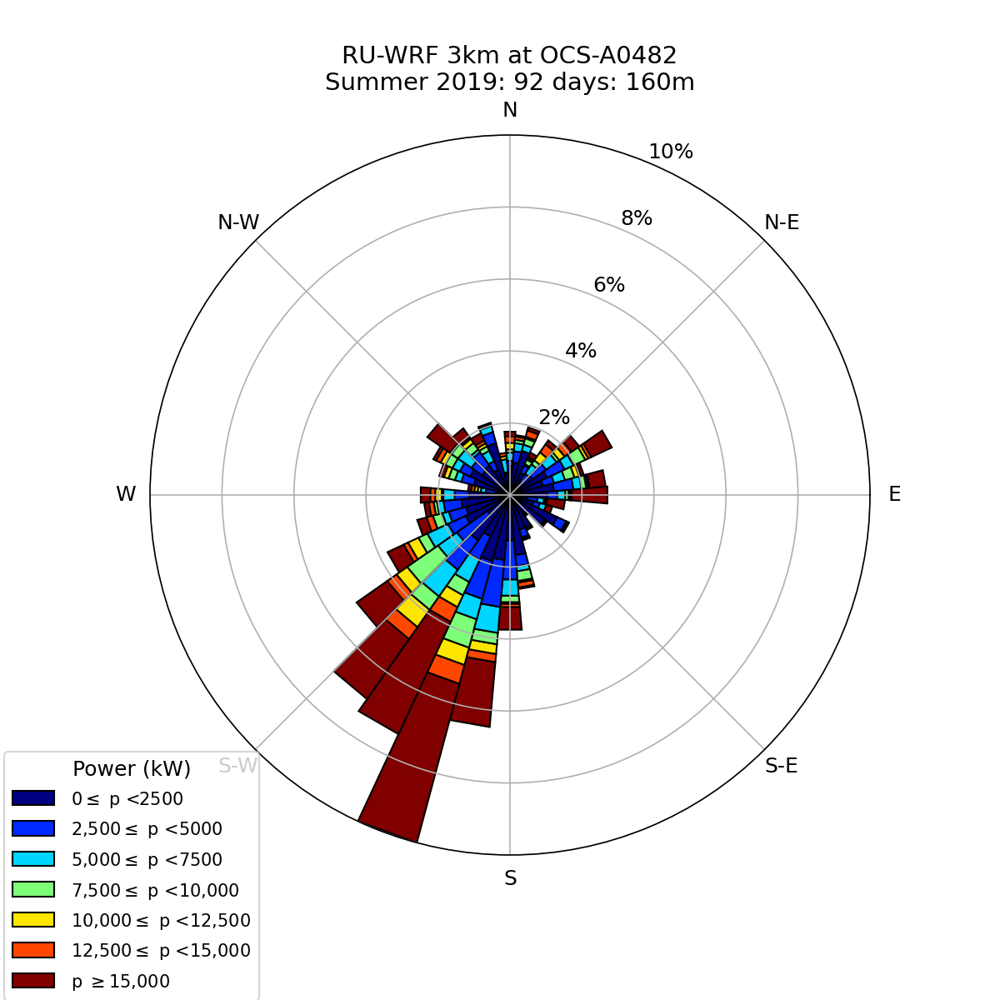 RU-WRF 3km at OCS-A0482
Summer 2019: 92 days: 160m
N
10%
N-W
N-E
8%
6%
4%
2%
W
E
S-W
S-E
S
Power (kW)
0≤ p <2500
2,500≤ p <5000
5,000≤ p <7500
7,500≤ p <10,000
10,000≤ p <12,500
12,500≤ p <15,000
p ≥15,000